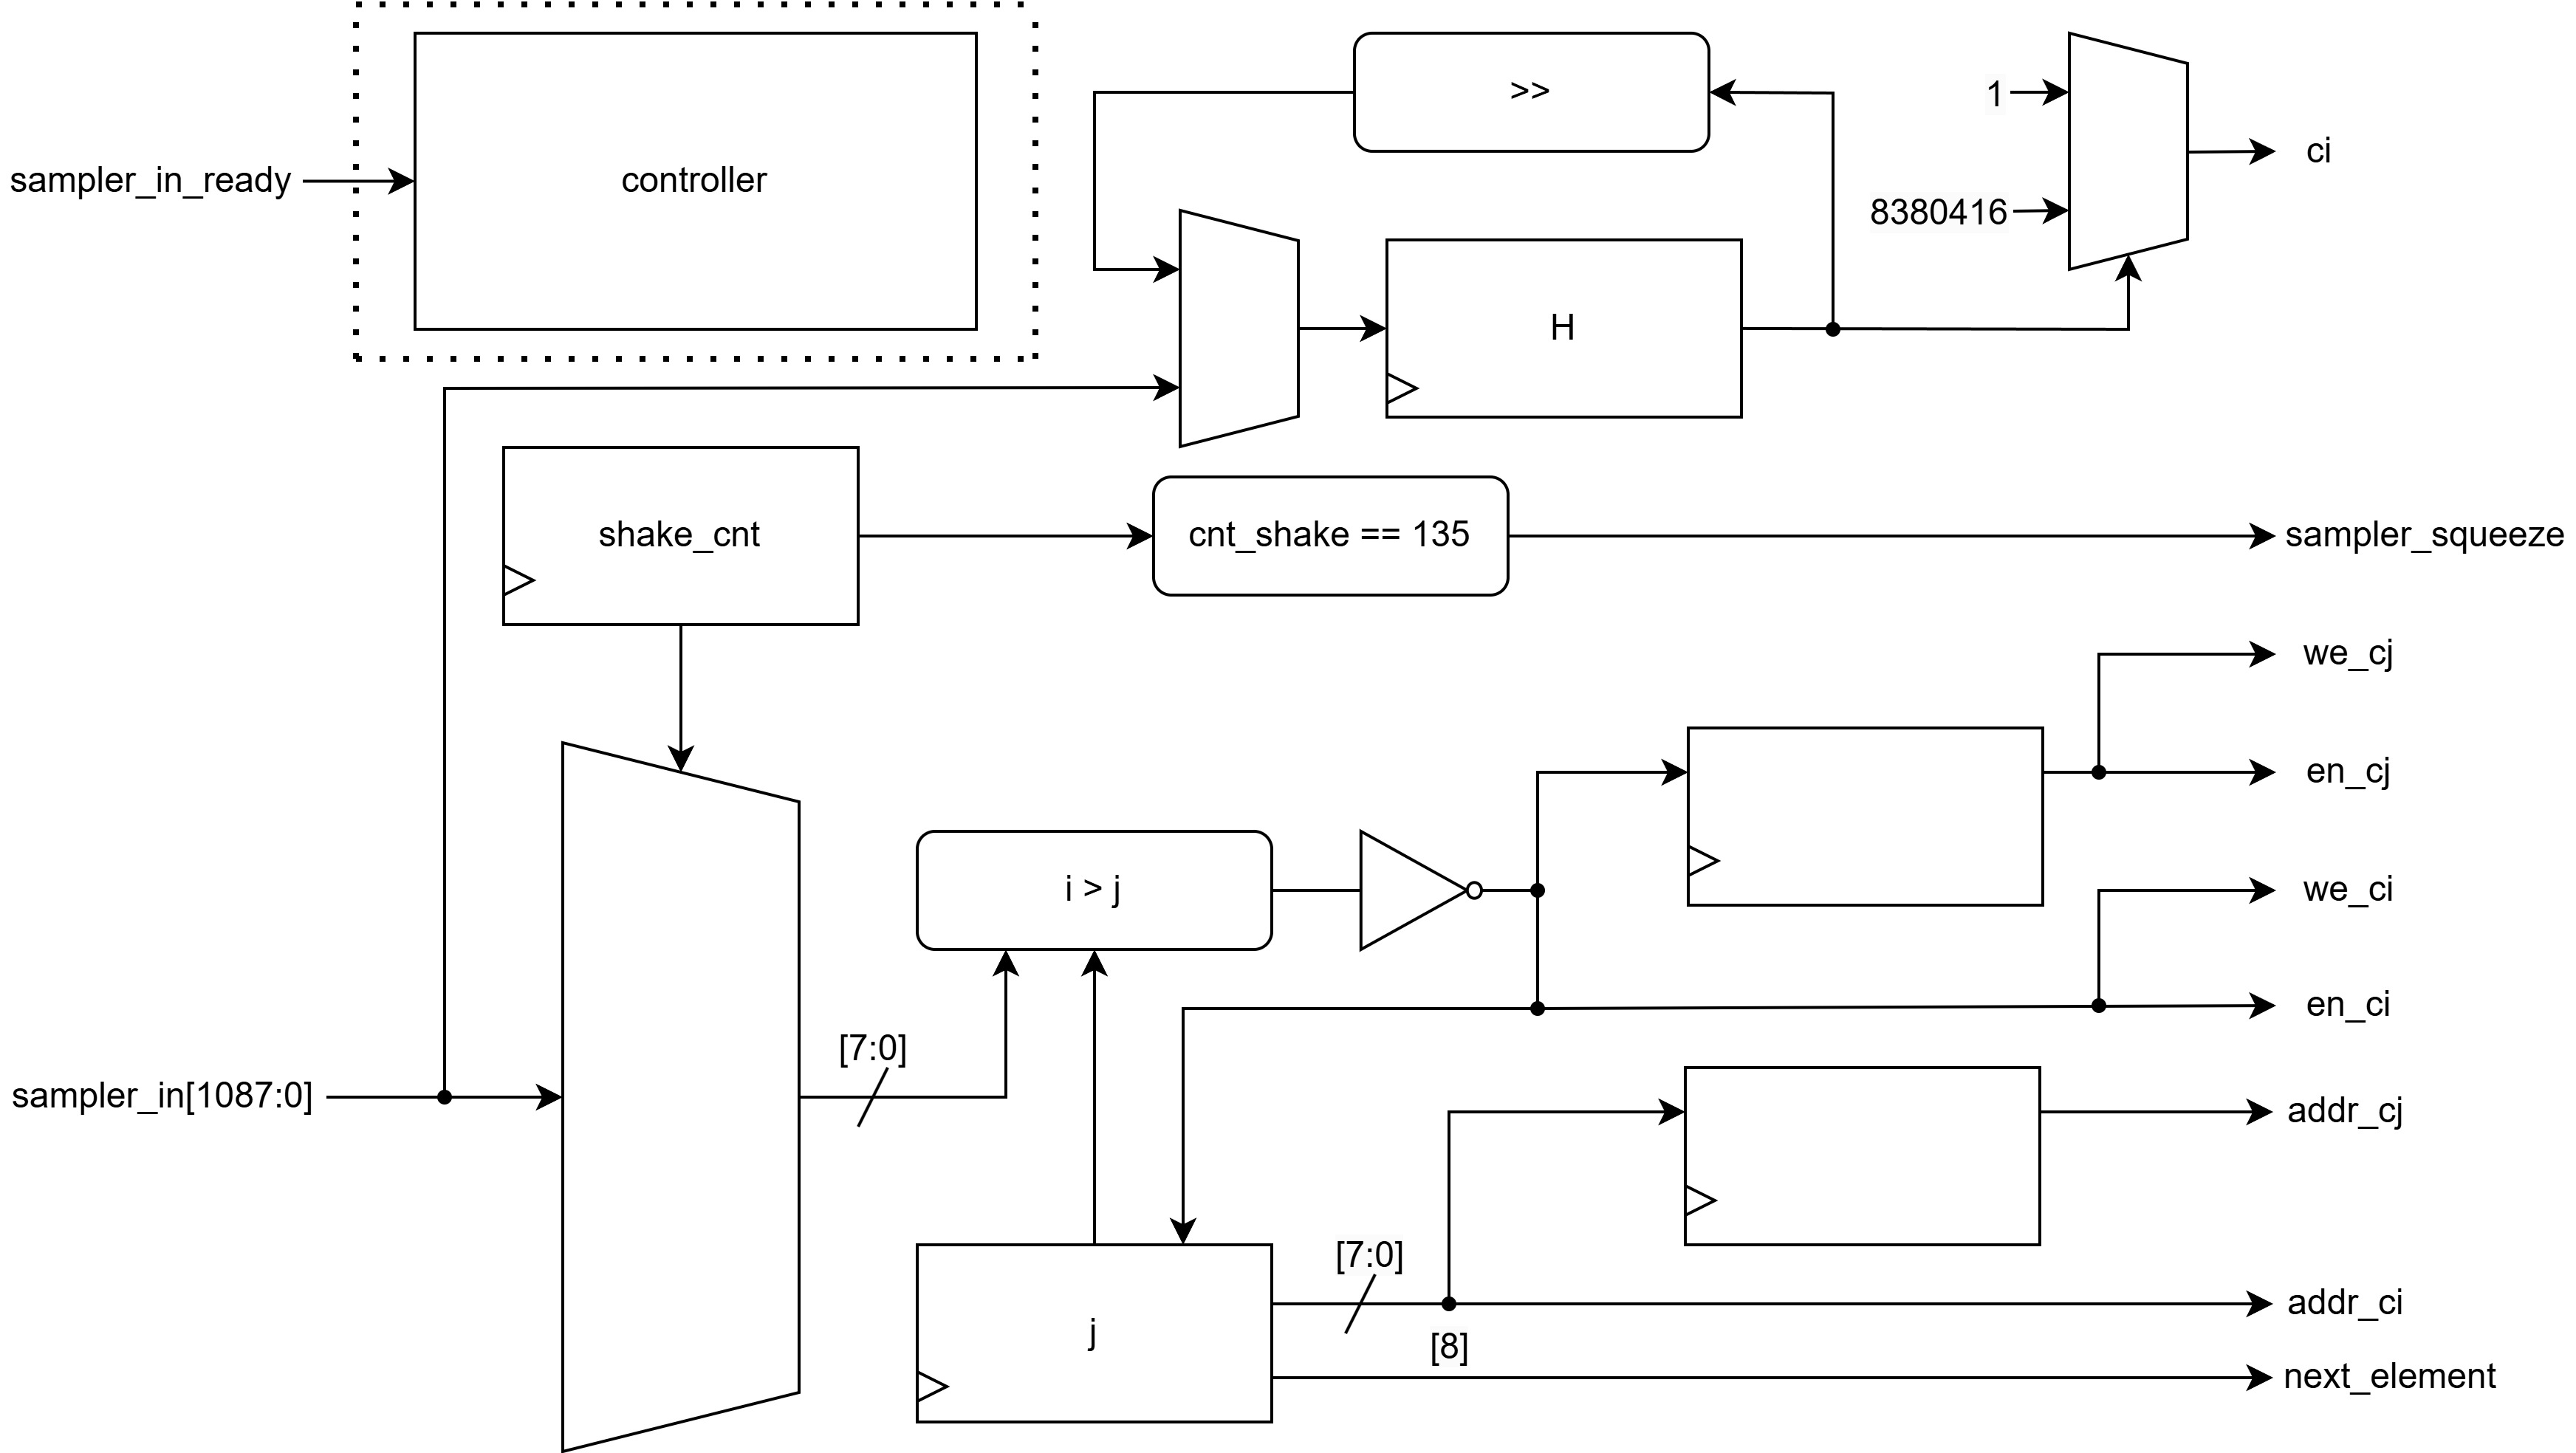 >>
1
ci
sampler_in_ready
controller
8380416
H
shake_cnt
cnt_shake == 135
sampler_squeeze
we_cj
en_cj
i > j
we_ci
en_ci
[7:0]
sampler_in[1087:0]
addr_cj
[7:0]
addr_ci
j
[8]
next_element